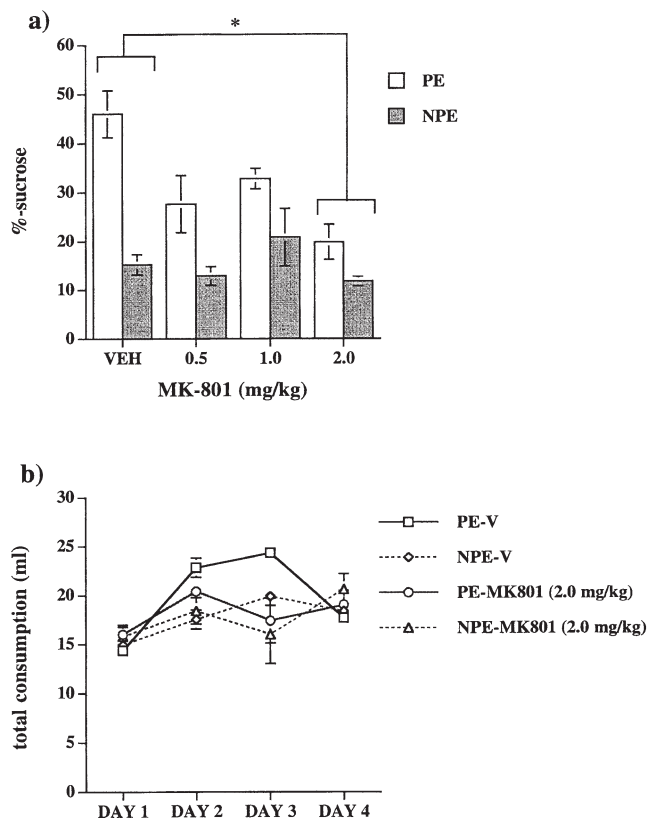 a)
*
60
50
40
30
20
10
0
%-sucrose
VEH 0.5 1.0 2.0
MK-801 (mg/kg)
PE
NPE
b)
30
25
20
15
10
5
0
total consumption (ml)
DAY 1 DAY 2 DAY 3 DAY 4
PE-V
NPE-V
PE-MK801 (2.0 mg/kg)
NPE-MK801 (2.0 mg/kg)